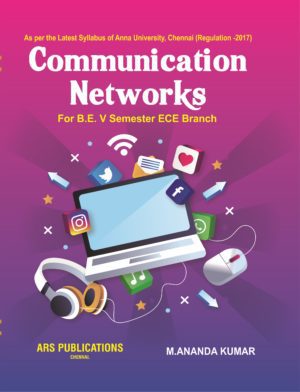 As per the Latest Syllabus of Anna University, Chennai (Regulation -2017)
Communication
Networks
For B.E. V Semester ECE Branch
ARS PUBLICATIONS
CHENNAI
M.ANANDA KUMAR